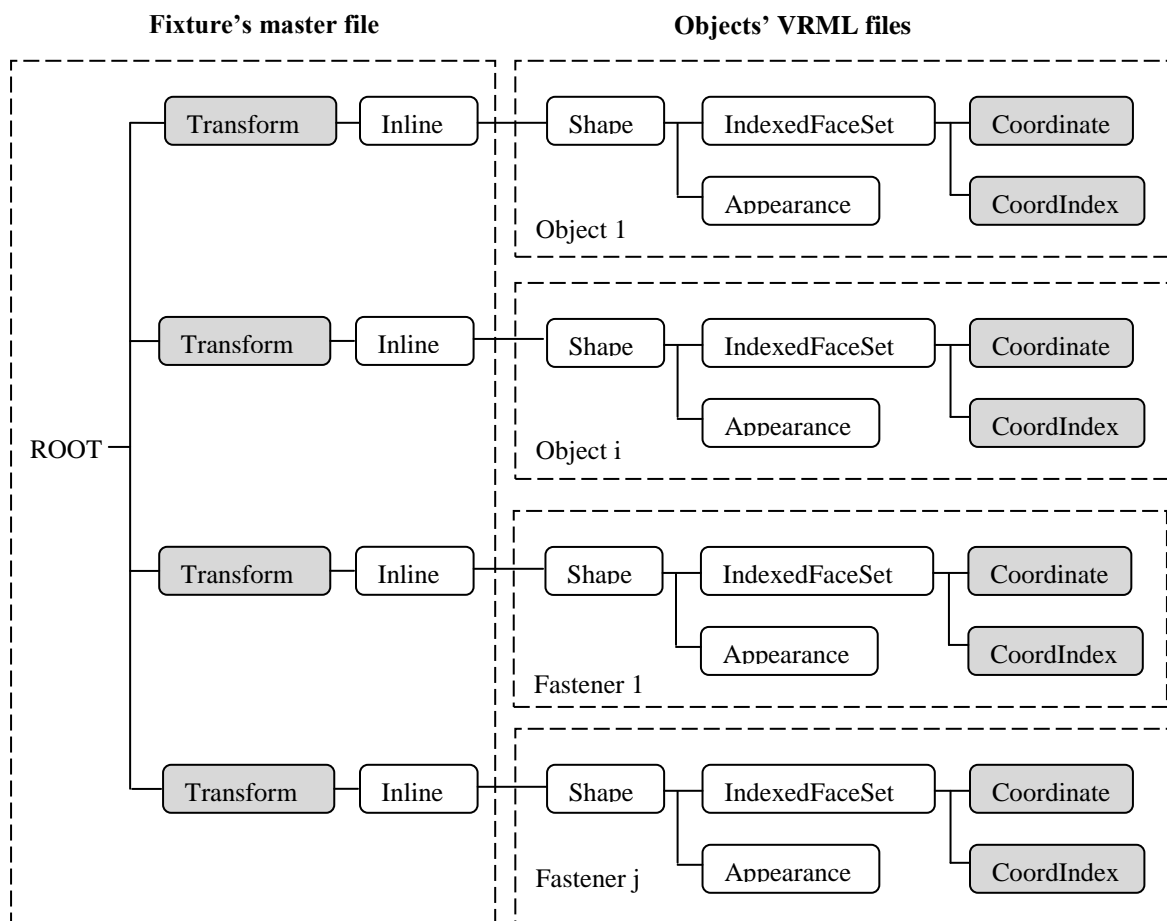 Fixture's master file
Objects' VRML files
Transform Inline Shape IndexedFaceSet Coordinate
Appearance CoordIndex
Object 1
Transform Inline Shape IndexedFaceSet Coordinate
Appearance CoordIndex
ROOT
Object i
Transform Inline Shape IndexedFaceSet Coordinate
Appearance CoordIndex
Fastener 1
Transform Inline Shape IndexedFaceSet Coordinate
Appearance CoordIndex
Fastener j